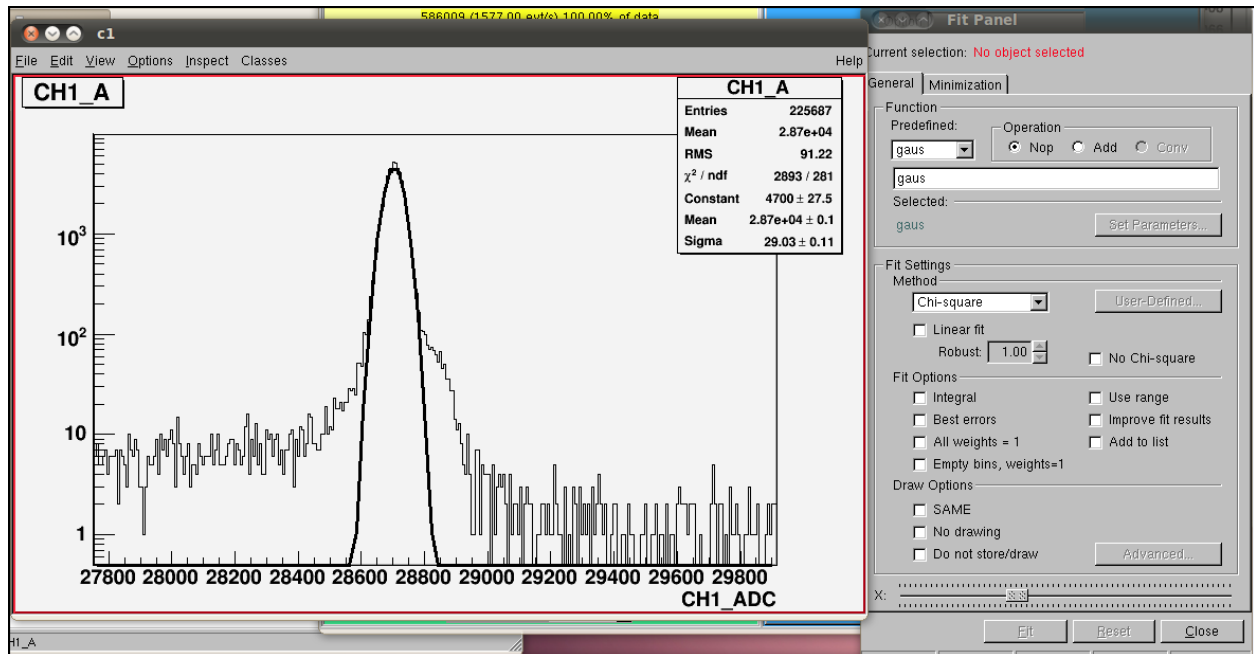 586009 (1577.00 evt/s) 100.00% of data
c1
File Edit View Options Inspect Classes Help
CH1_A
CH1_A
Entries 225687
Mean 2.87e+04
RMS 91.22
χ² / ndf 2893 / 281
Constant 4700 ± 27.5
Mean 2.87e+04 ± 0.1
Sigma 29.03 ± 0.11
10³
10²
10
1
27800 28000 28200 28400 28600 28800 29000 29200 29400 29600 29800
CH1_ADC
H1_A
Fit Panel
Current selection: No object selected
General Minimization
Function
Predefined: Operation
gaus Nop Add Conv
gaus
Selected:
gaus Set Parameters...
Fit Settings
Method
Chi-square User-Defined...
Linear fit
Robust: 1.00 No Chi-square
Fit Options
Integral Use range
Best errors Improve fit results
All weights = 1 Add to list
Empty bins, weights=1
Draw Options
SAME
No drawing
Do not store/draw Advanced...
X:
Fit Reset Close